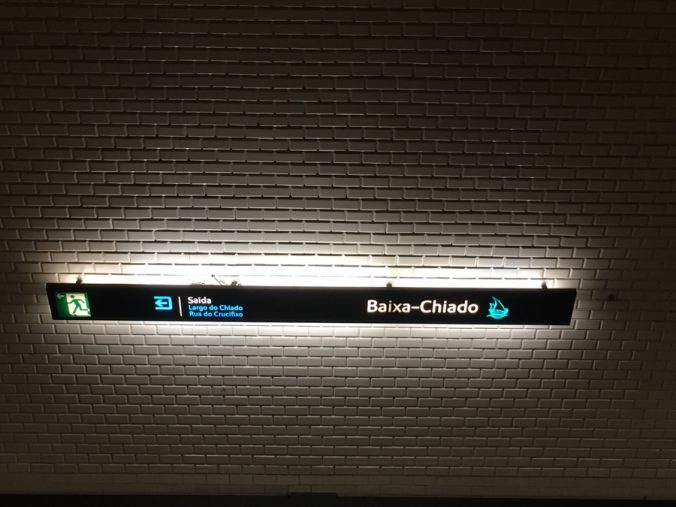 Saída
Largo do Chiado
Rua do Crucifixo
Baixa-Chiado